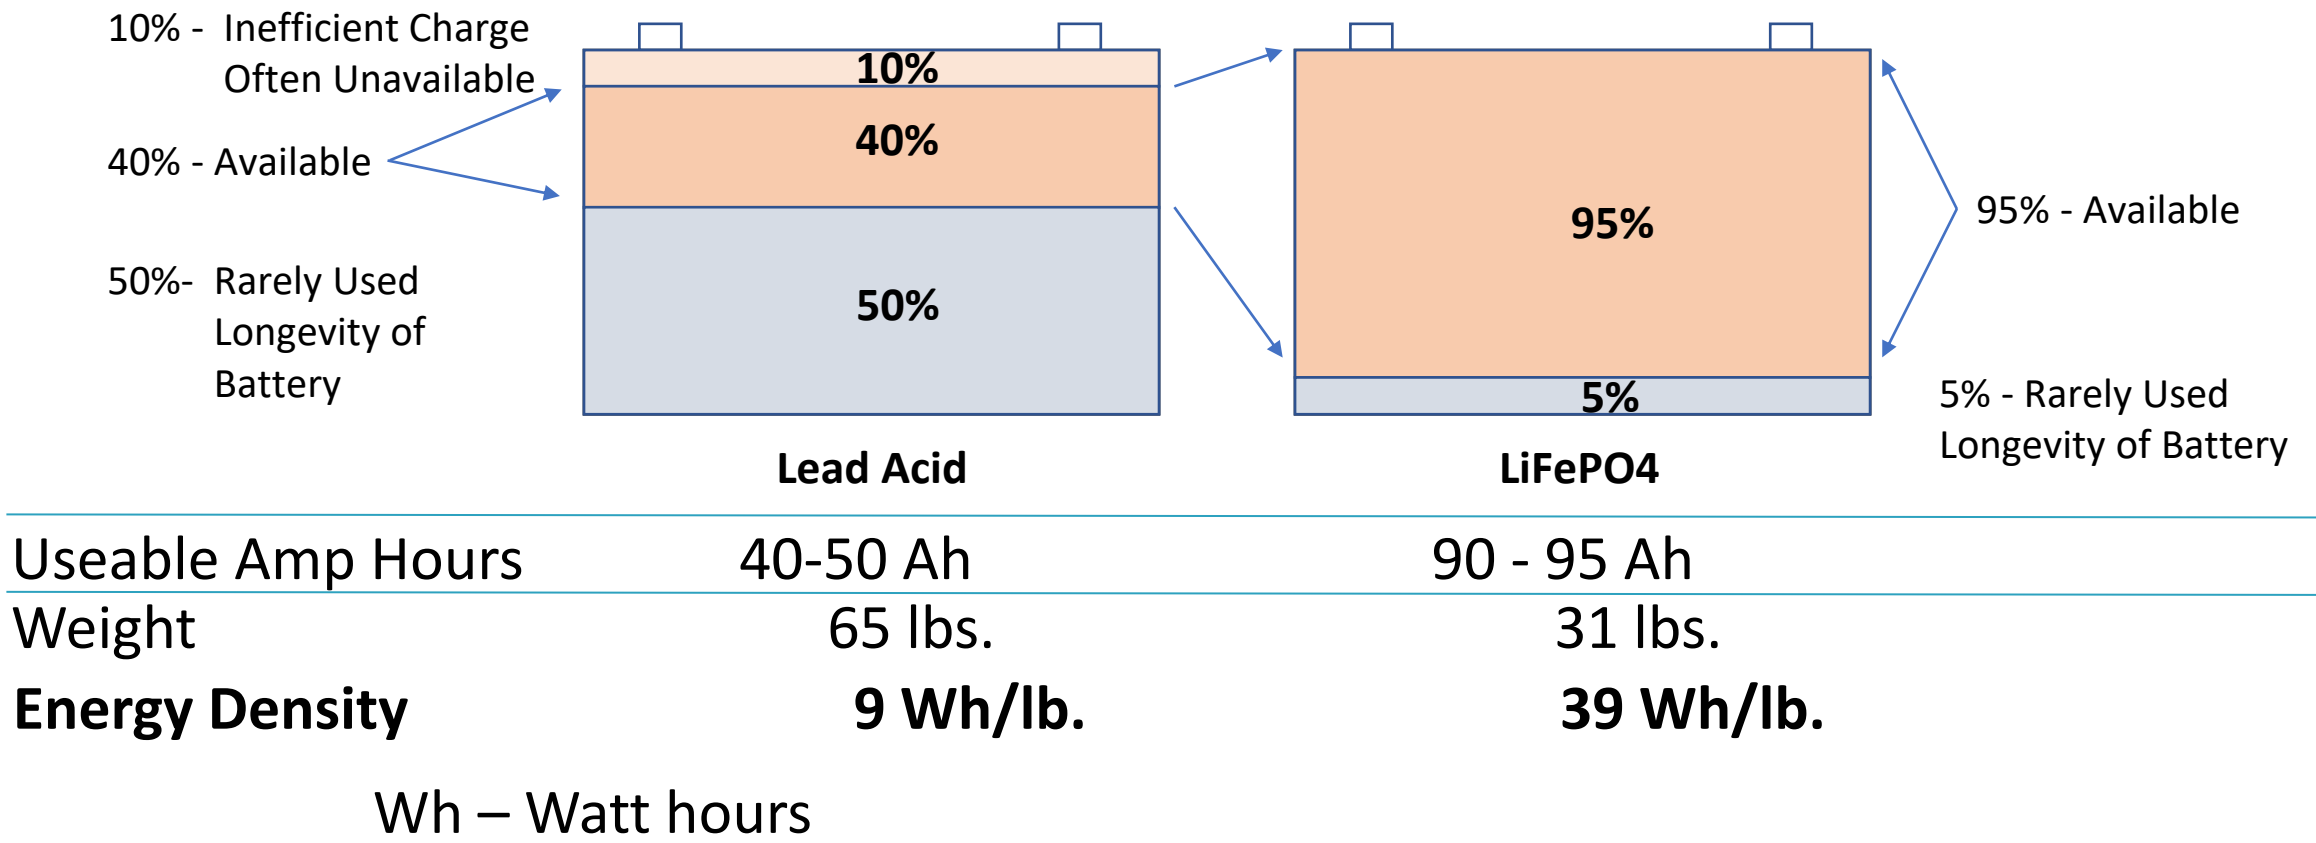 10% - Inefficient Charge
Often Unavailable
40% - Available
50%- Rarely Used
Longevity of
Battery
10%
40%
50%
Lead Acid
95%
5%
LiFePO4
95% - Available
5% - Rarely Used
Longevity of Battery
Useable Amp Hours 40-50 Ah 90 - 95 Ah
Weight 65 lbs. 31 lbs.
Energy Density 9 Wh/lb. 39 Wh/lb.
Wh – Watt hours